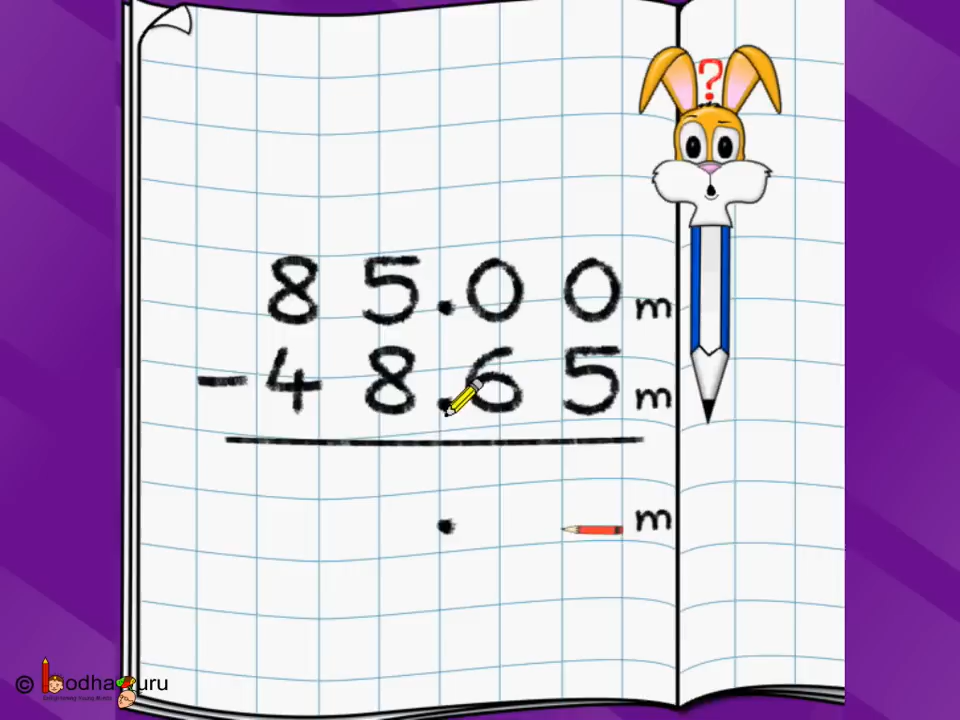 ?
85.00 m
-48.65 m
. m
© bodhaguru